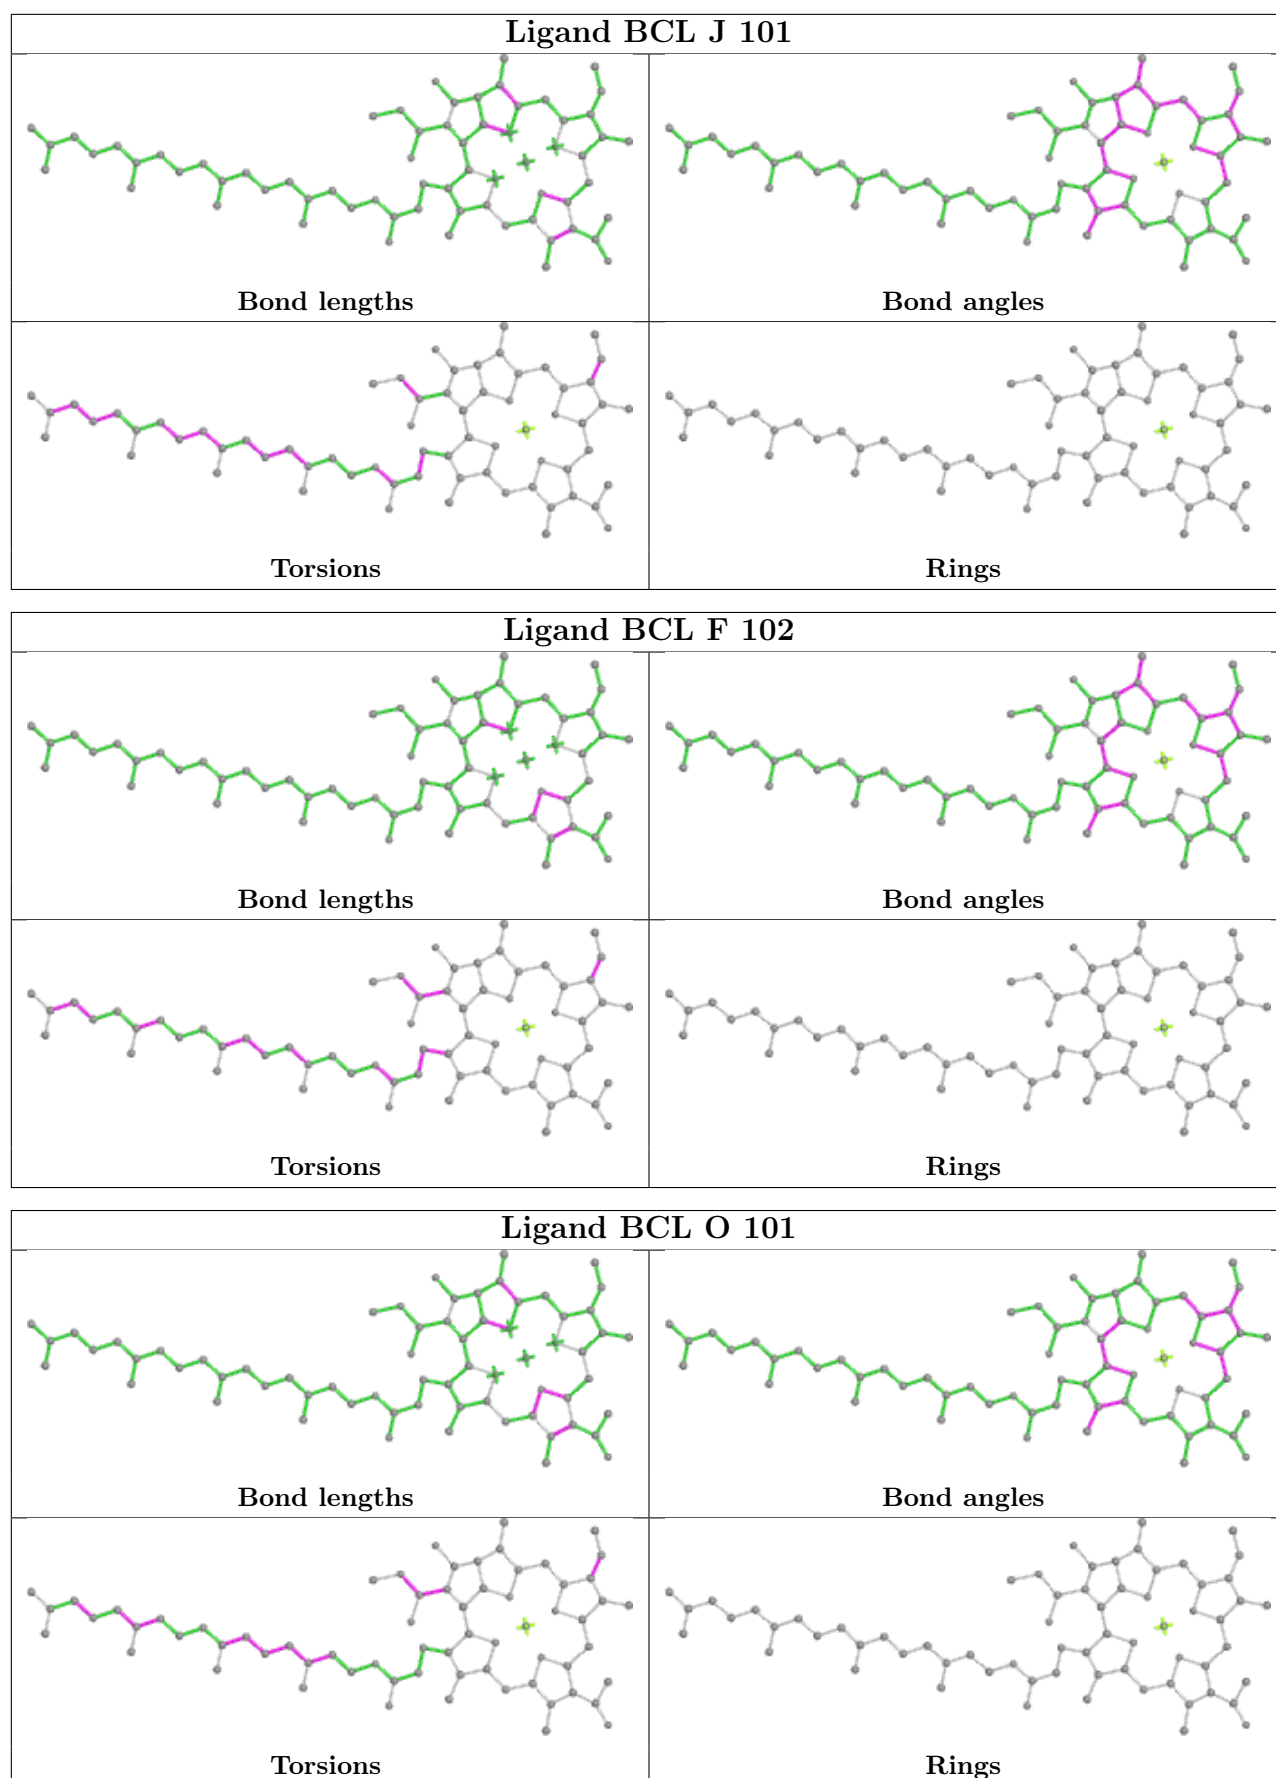 Ligand BCL J 101
Bond lengths
Bond angles
Torsions
Rings
Ligand BCL F 102
Bond lengths
Bond angles
Torsions
Rings
Ligand BCL O 101
Bond lengths
Bond angles
Torsions
Rings